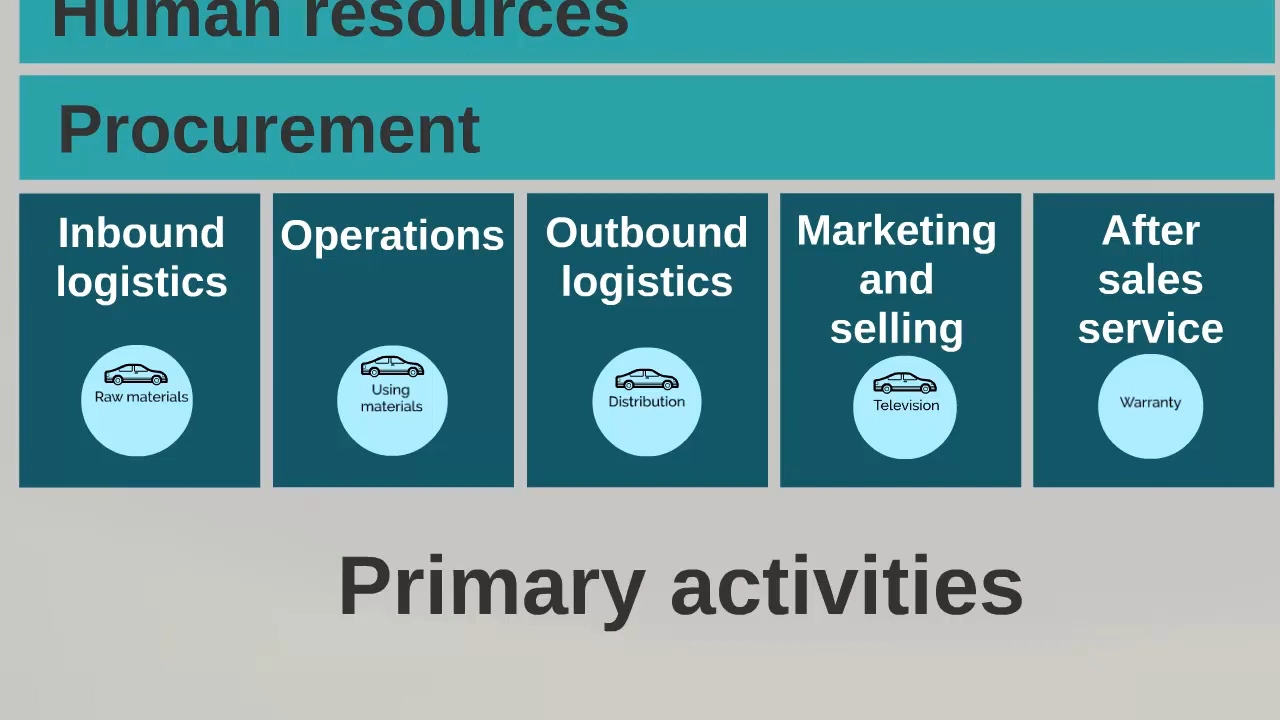 Human resources
Procurement
Inbound
logistics
Raw materials
Operations
Using
materials
Outbound
logistics
Distribution
Marketing
and
selling
Television
After
sales
service
Warranty
Primary activities